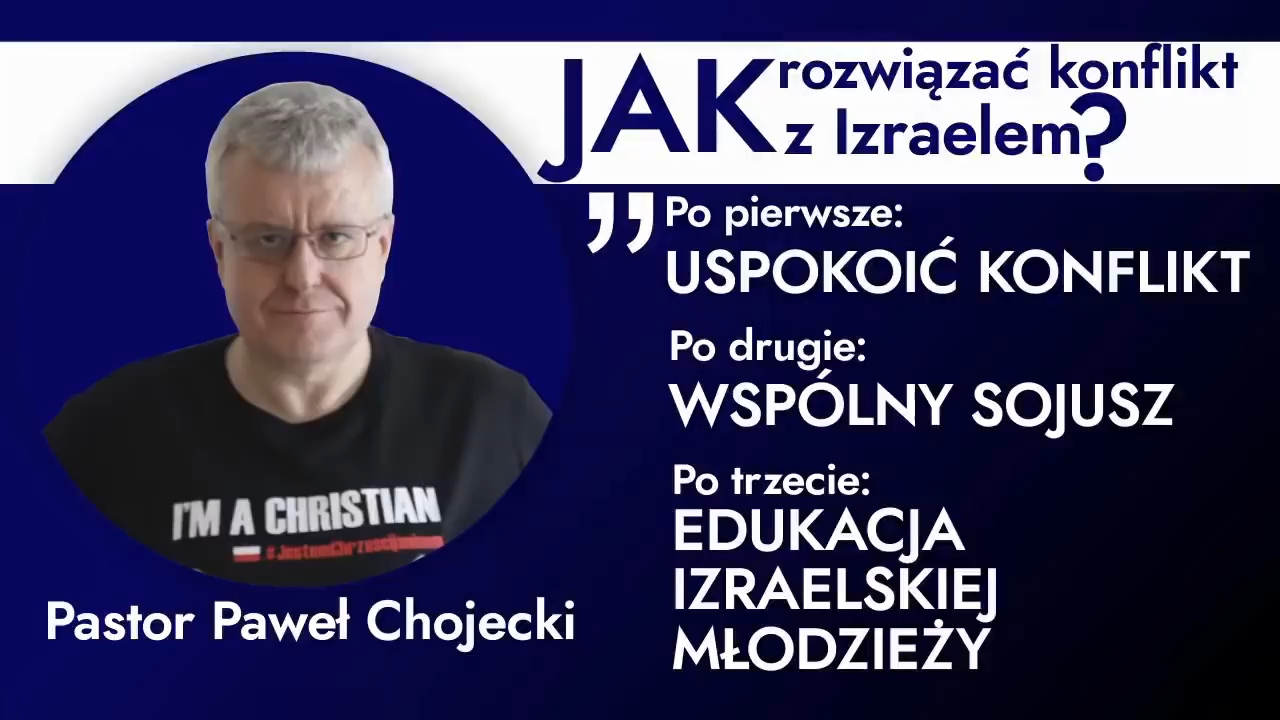 JAK rozwiązać konflikt
z Izraelem?
” Po pierwsze:
USPOKOIĆ KONFLIKT
Po drugie:
WSPÓLNY SOJUSZ
Po trzecie:
EDUKACJA
IZRAELSKIEJ
MŁODZIEŻY
I'M A CHRISTIAN
#JestemChrześcijaninem
Pastor Paweł Chojecki